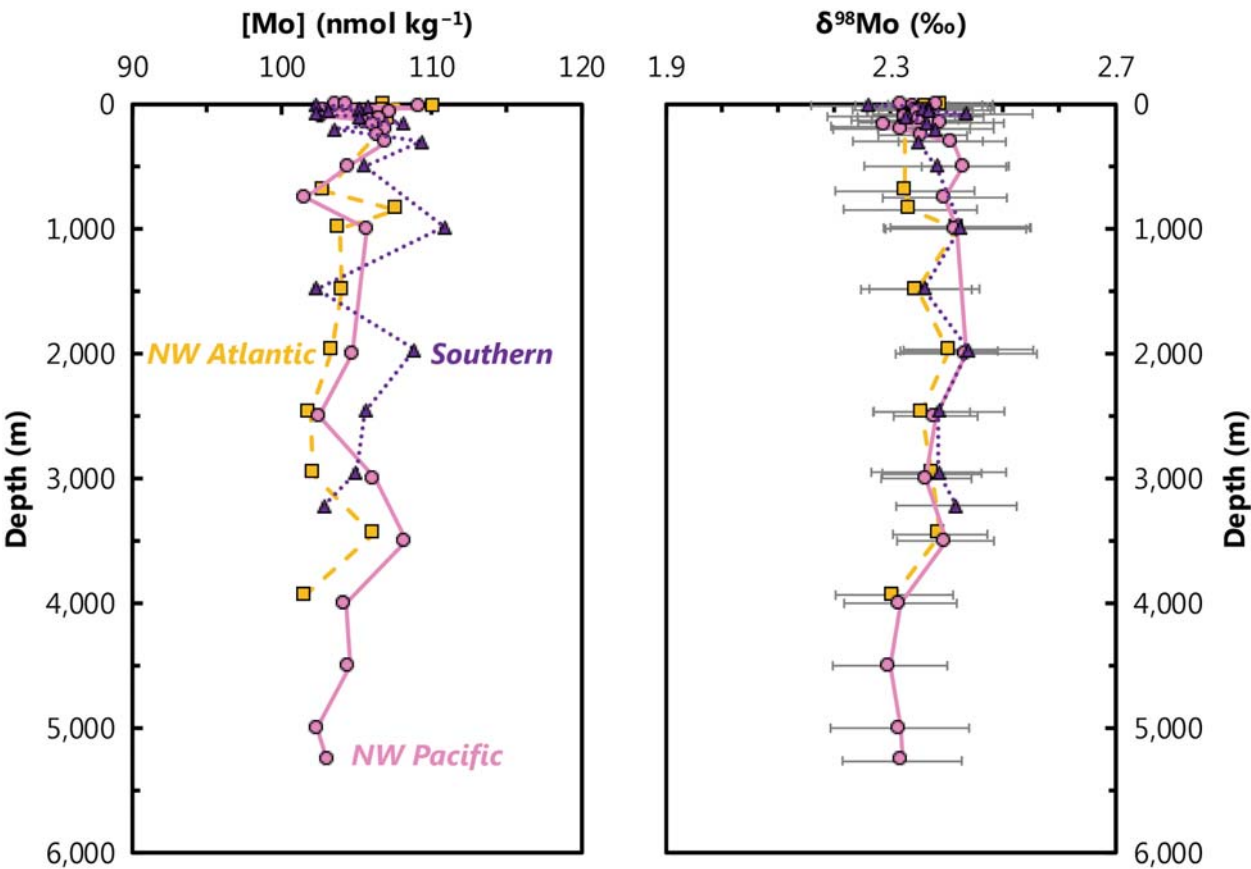 [Mo] (nmol kg⁻¹) δ⁹⁸Mo (‰)
90 100 110 120 1.9 2.3 2.7
0 0
1,000 1,000
2,000 NW Atlantic Southern 2,000
Depth (m) Depth (m)
3,000 3,000
4,000 4,000
5,000 NW Pacific 5,000
6,000 6,000